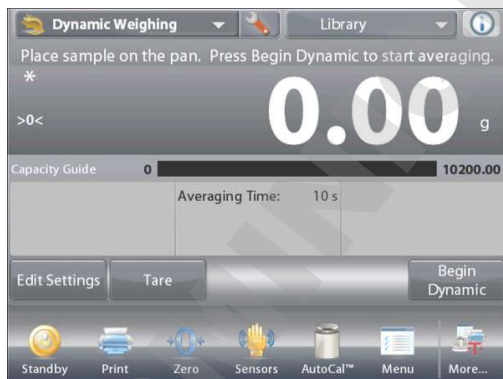 Dynamic Weighing
Library
Place sample on the pan. Press Begin Dynamic to start averaging.
*
>0<
0.00 g
Capacity Guide 0 10200.00
Averaging Time: 10 s
Edit Settings
Tare
Begin
Dynamic
Standby Print Zero Sensors AutoCal™ Menu More...